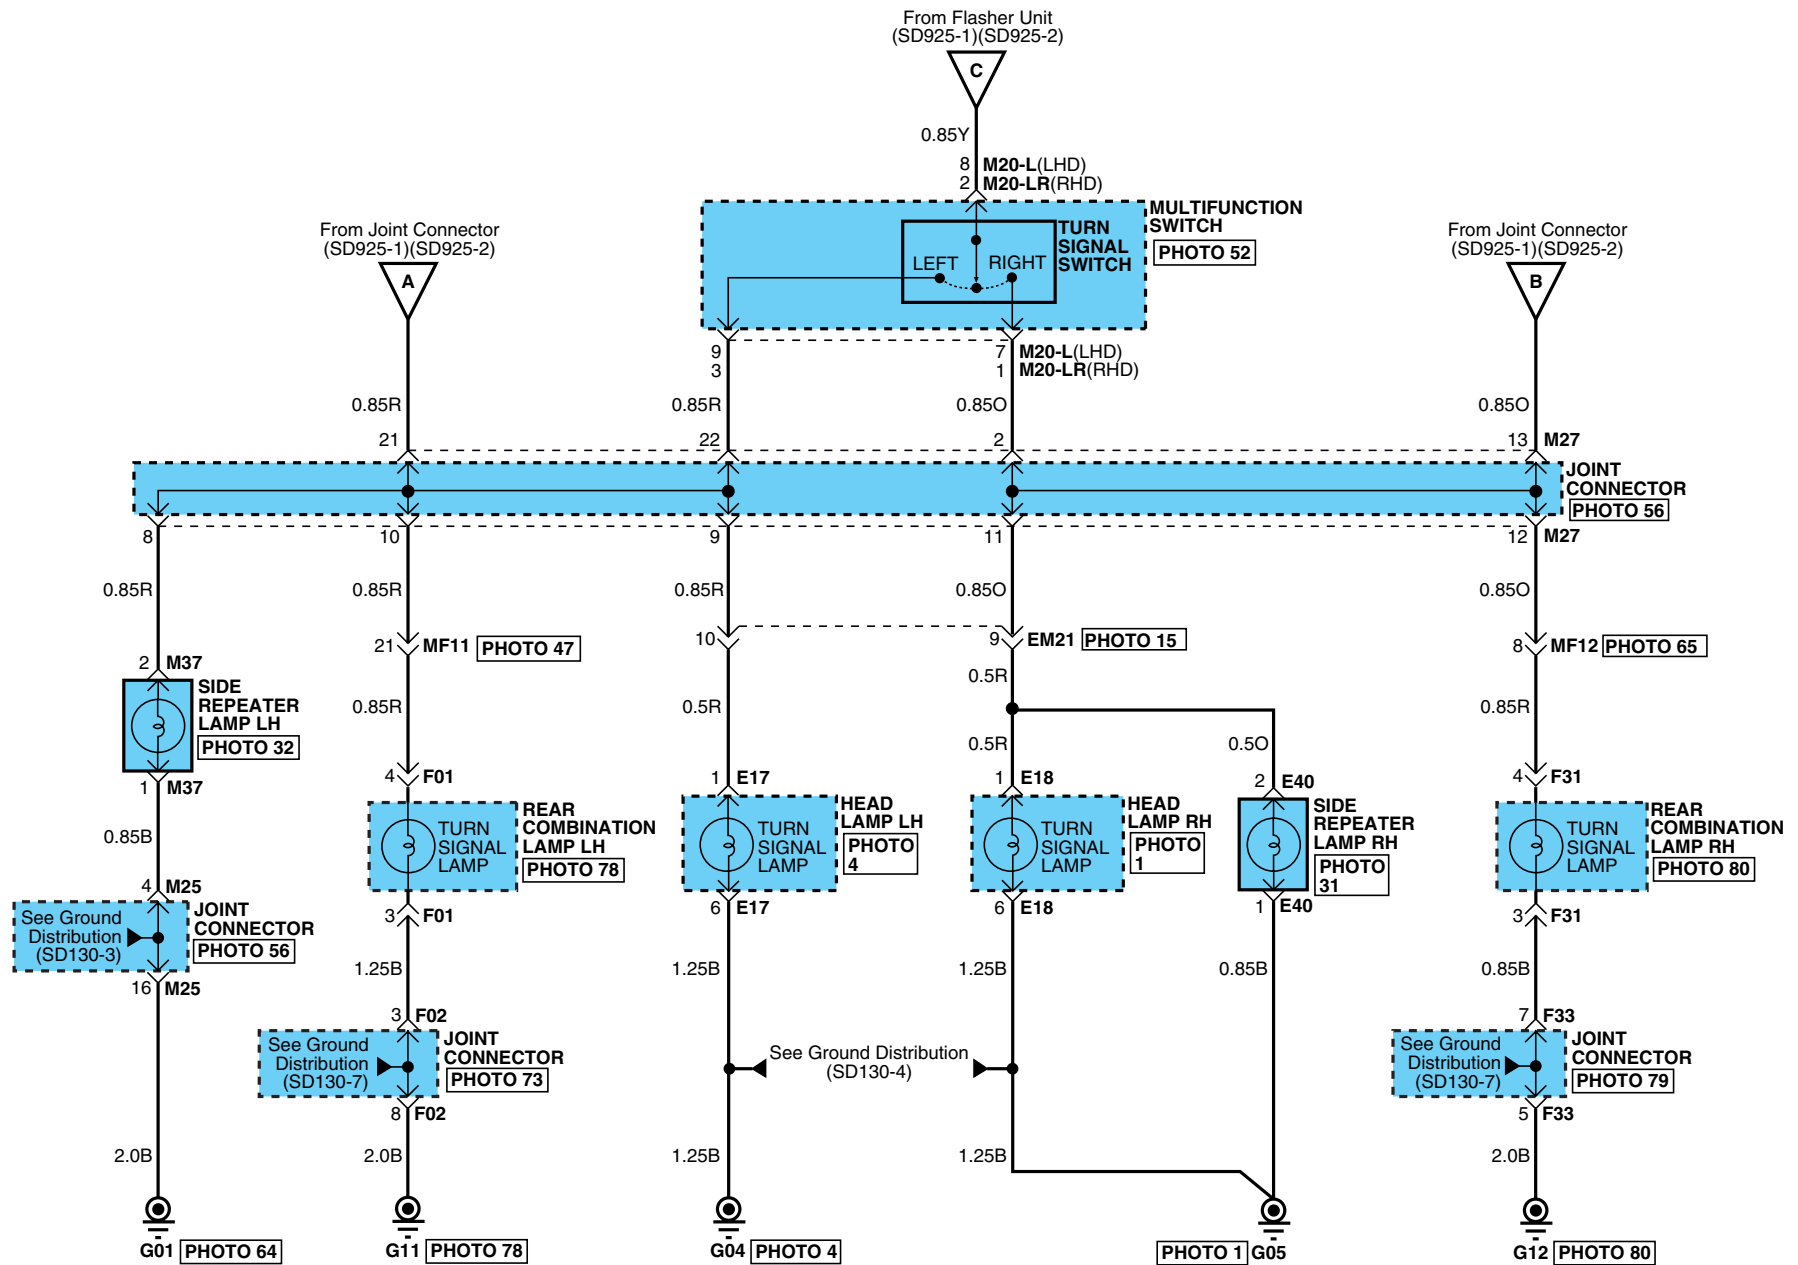 From Flasher Unit
(SD925-1)(SD925-2)
C
0.85Y
8 M20-L(LHD)
2 M20-LR(RHD)
MULTIFUNCTION
SWITCH
PHOTO 52
TURN
SIGNAL
SWITCH
LEFT RIGHT
From Joint Connector
(SD925-1)(SD925-2)
A
From Joint Connector
(SD925-1)(SD925-2)
B
9 7 M20-L(LHD)
3 1 M20-LR(RHD)
0.85R 0.85R 0.85O 0.85O
21 22 2 13 M27
JOINT
CONNECTOR
PHOTO 56
8 10 9 11 12 M27
0.85R 0.85R 0.85R 0.85O 0.85O
21 MF11 PHOTO 47
10 9 EM21 PHOTO 15
8 MF12 PHOTO 65
2 M37
SIDE
REPEATER
LAMP LH
PHOTO 32
1 M37
0.85B
4 M25
See Ground
Distribution
(SD130-3)
JOINT
CONNECTOR
PHOTO 56
16 M25
2.0B
G01 PHOTO 64
0.85R
4 F01
TURN
SIGNAL
LAMP
REAR
COMBINATION
LAMP LH
PHOTO 78
3 F01
1.25B
3 F02
See Ground
Distribution
(SD130-7)
JOINT
CONNECTOR
PHOTO 73
8 F02
2.0B
G11 PHOTO 78
0.5R
1 E17
TURN
SIGNAL
LAMP
HEAD
LAMP LH
PHOTO
4
6 E17
1.25B
See Ground Distribution
(SD130-4)
1.25B
G04 PHOTO 4
0.5R
0.5R
1 E18
TURN
SIGNAL
LAMP
HEAD
LAMP RH
PHOTO
1
6 E18
1.25B
1.25B
0.5O
2 E40
SIDE
REPEATER
LAMP RH
PHOTO
31
1 E40
0.85B
PHOTO 1 G05
0.85R
4 F31
TURN
SIGNAL
LAMP
REAR
COMBINATION
LAMP RH
PHOTO 80
3 F31
0.85B
7 F33
See Ground
Distribution
(SD130-7)
JOINT
CONNECTOR
PHOTO 79
5 F33
2.0B
G12 PHOTO 80